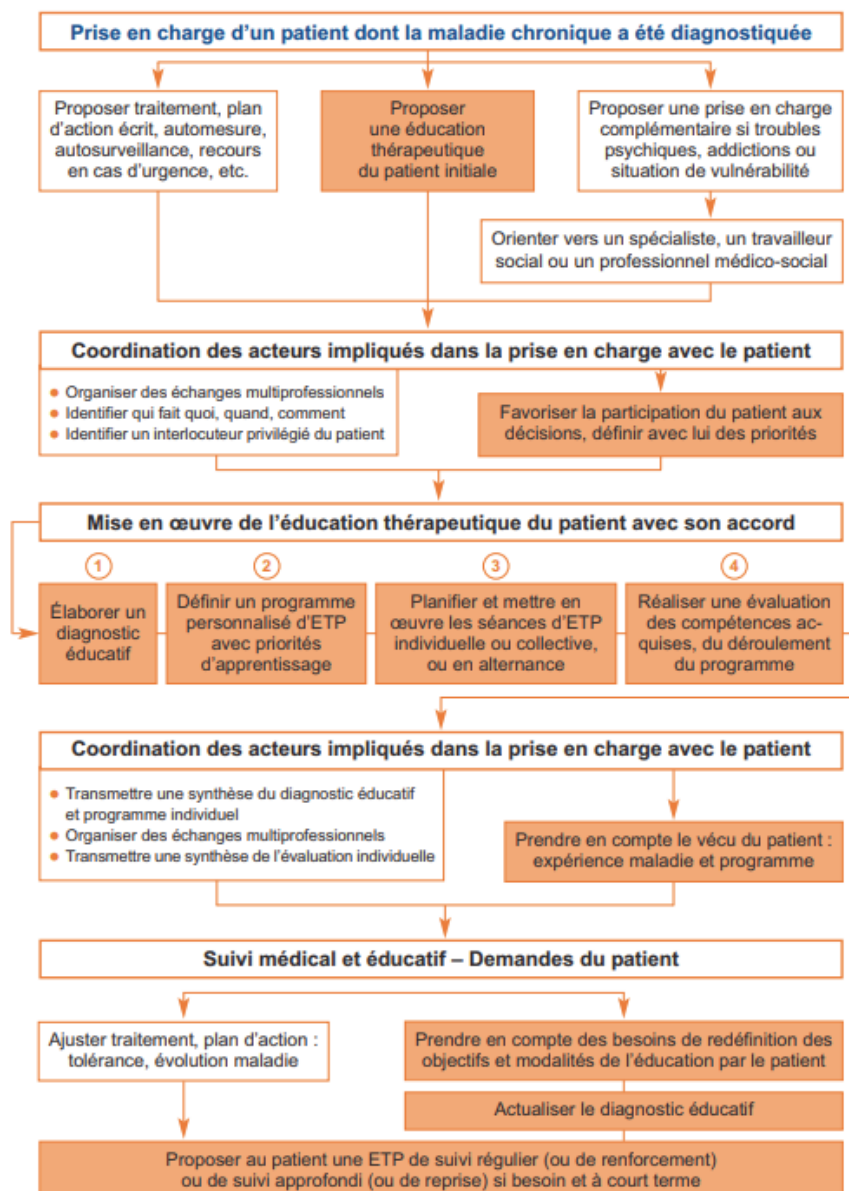 Prise en charge d'un patient dont la maladie chronique a été diagnostiquée
Proposer traitement, plan
d'action écrit, automesure,
autosurveillance, recours
en cas d'urgence, etc.
Proposer
une éducation
thérapeutique
du patient initiale
Proposer une prise en charge
complémentaire si troubles
psychiques, addictions ou
situation de vulnérabilité
Orienter vers un spécialiste, un travailleur
social ou un professionnel médico-social
Coordination des acteurs impliqués dans la prise en charge avec le patient
• Organiser des échanges multiprofessionnels
• Identifier qui fait quoi, quand, comment
• Identifier un interlocuteur privilégié du patient
Favoriser la participation du patient aux
décisions, définir avec lui des priorités
Mise en œuvre de l'éducation thérapeutique du patient avec son accord
1
Élaborer un
diagnostic
éducatif
2
Définir un programme
personnalisé d'ETP
avec priorités
d'apprentissage
3
Planifier et mettre en
œuvre les séances d'ETP
individuelle ou collective,
ou en alternance
4
Réaliser une évaluation
des compétences ac-
quises, du déroulement
du programme
Coordination des acteurs impliqués dans la prise en charge avec le patient
• Transmettre une synthèse du diagnostic éducatif
et programme individuel
• Organiser des échanges multiprofessionnels
• Transmettre une synthèse de l'évaluation individuelle
Prendre en compte le vécu du patient :
expérience maladie et programme
Suivi médical et éducatif – Demandes du patient
Ajuster traitement, plan d'action :
tolérance, évolution maladie
Prendre en compte des besoins de redéfinition des
objectifs et modalités de l'éducation par le patient
Actualiser le diagnostic éducatif
Proposer au patient une ETP de suivi régulier (ou de renforcement)
ou de suivi approfondi (ou de reprise) si besoin et à court terme